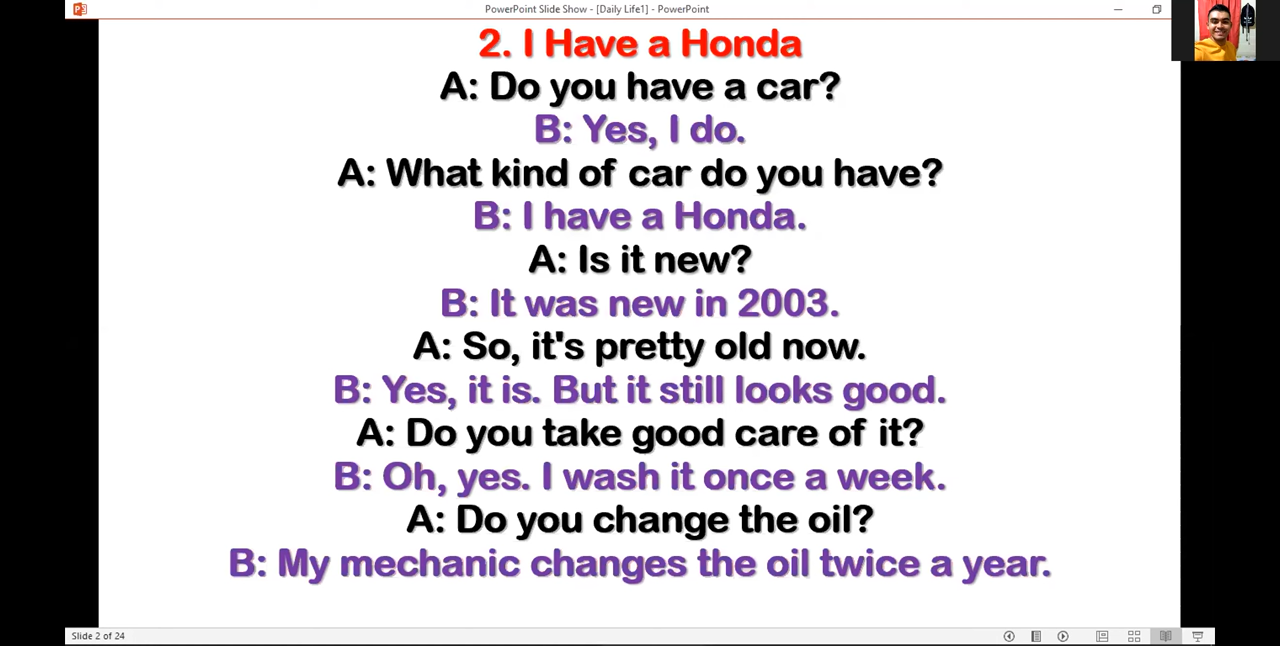 PowerPoint Slide Show - [Daily Life1] - PowerPoint
2. I Have a Honda
A: Do you have a car?
B: Yes, I do.
A: What kind of car do you have?
B: I have a Honda.
A: Is it new?
B: It was new in 2003.
A: So, it's pretty old now.
B: Yes, it is. But it still looks good.
A: Do you take good care of it?
B: Oh, yes. I wash it once a week.
A: Do you change the oil?
B: My mechanic changes the oil twice a year.
Slide 2 of 24